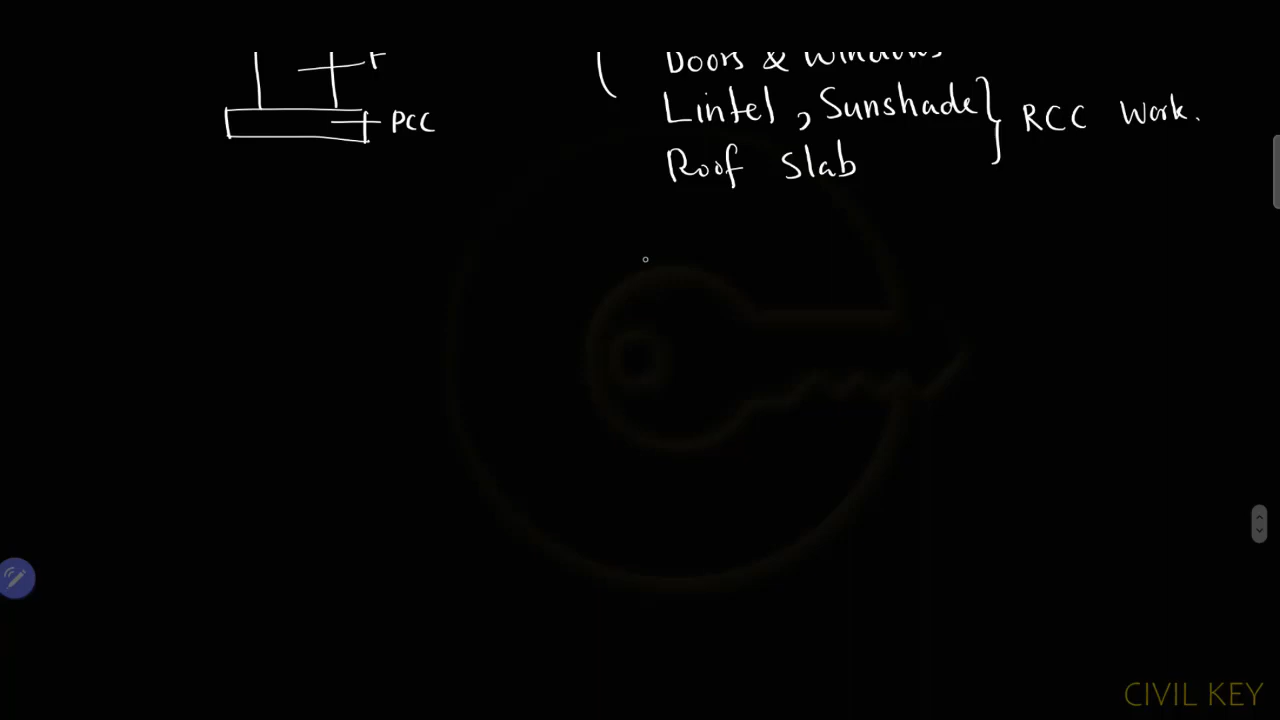 Doors & Windows
Lintel, Sunshade } RCC Work.
PCC
Roof Slab
CIVIL KEY